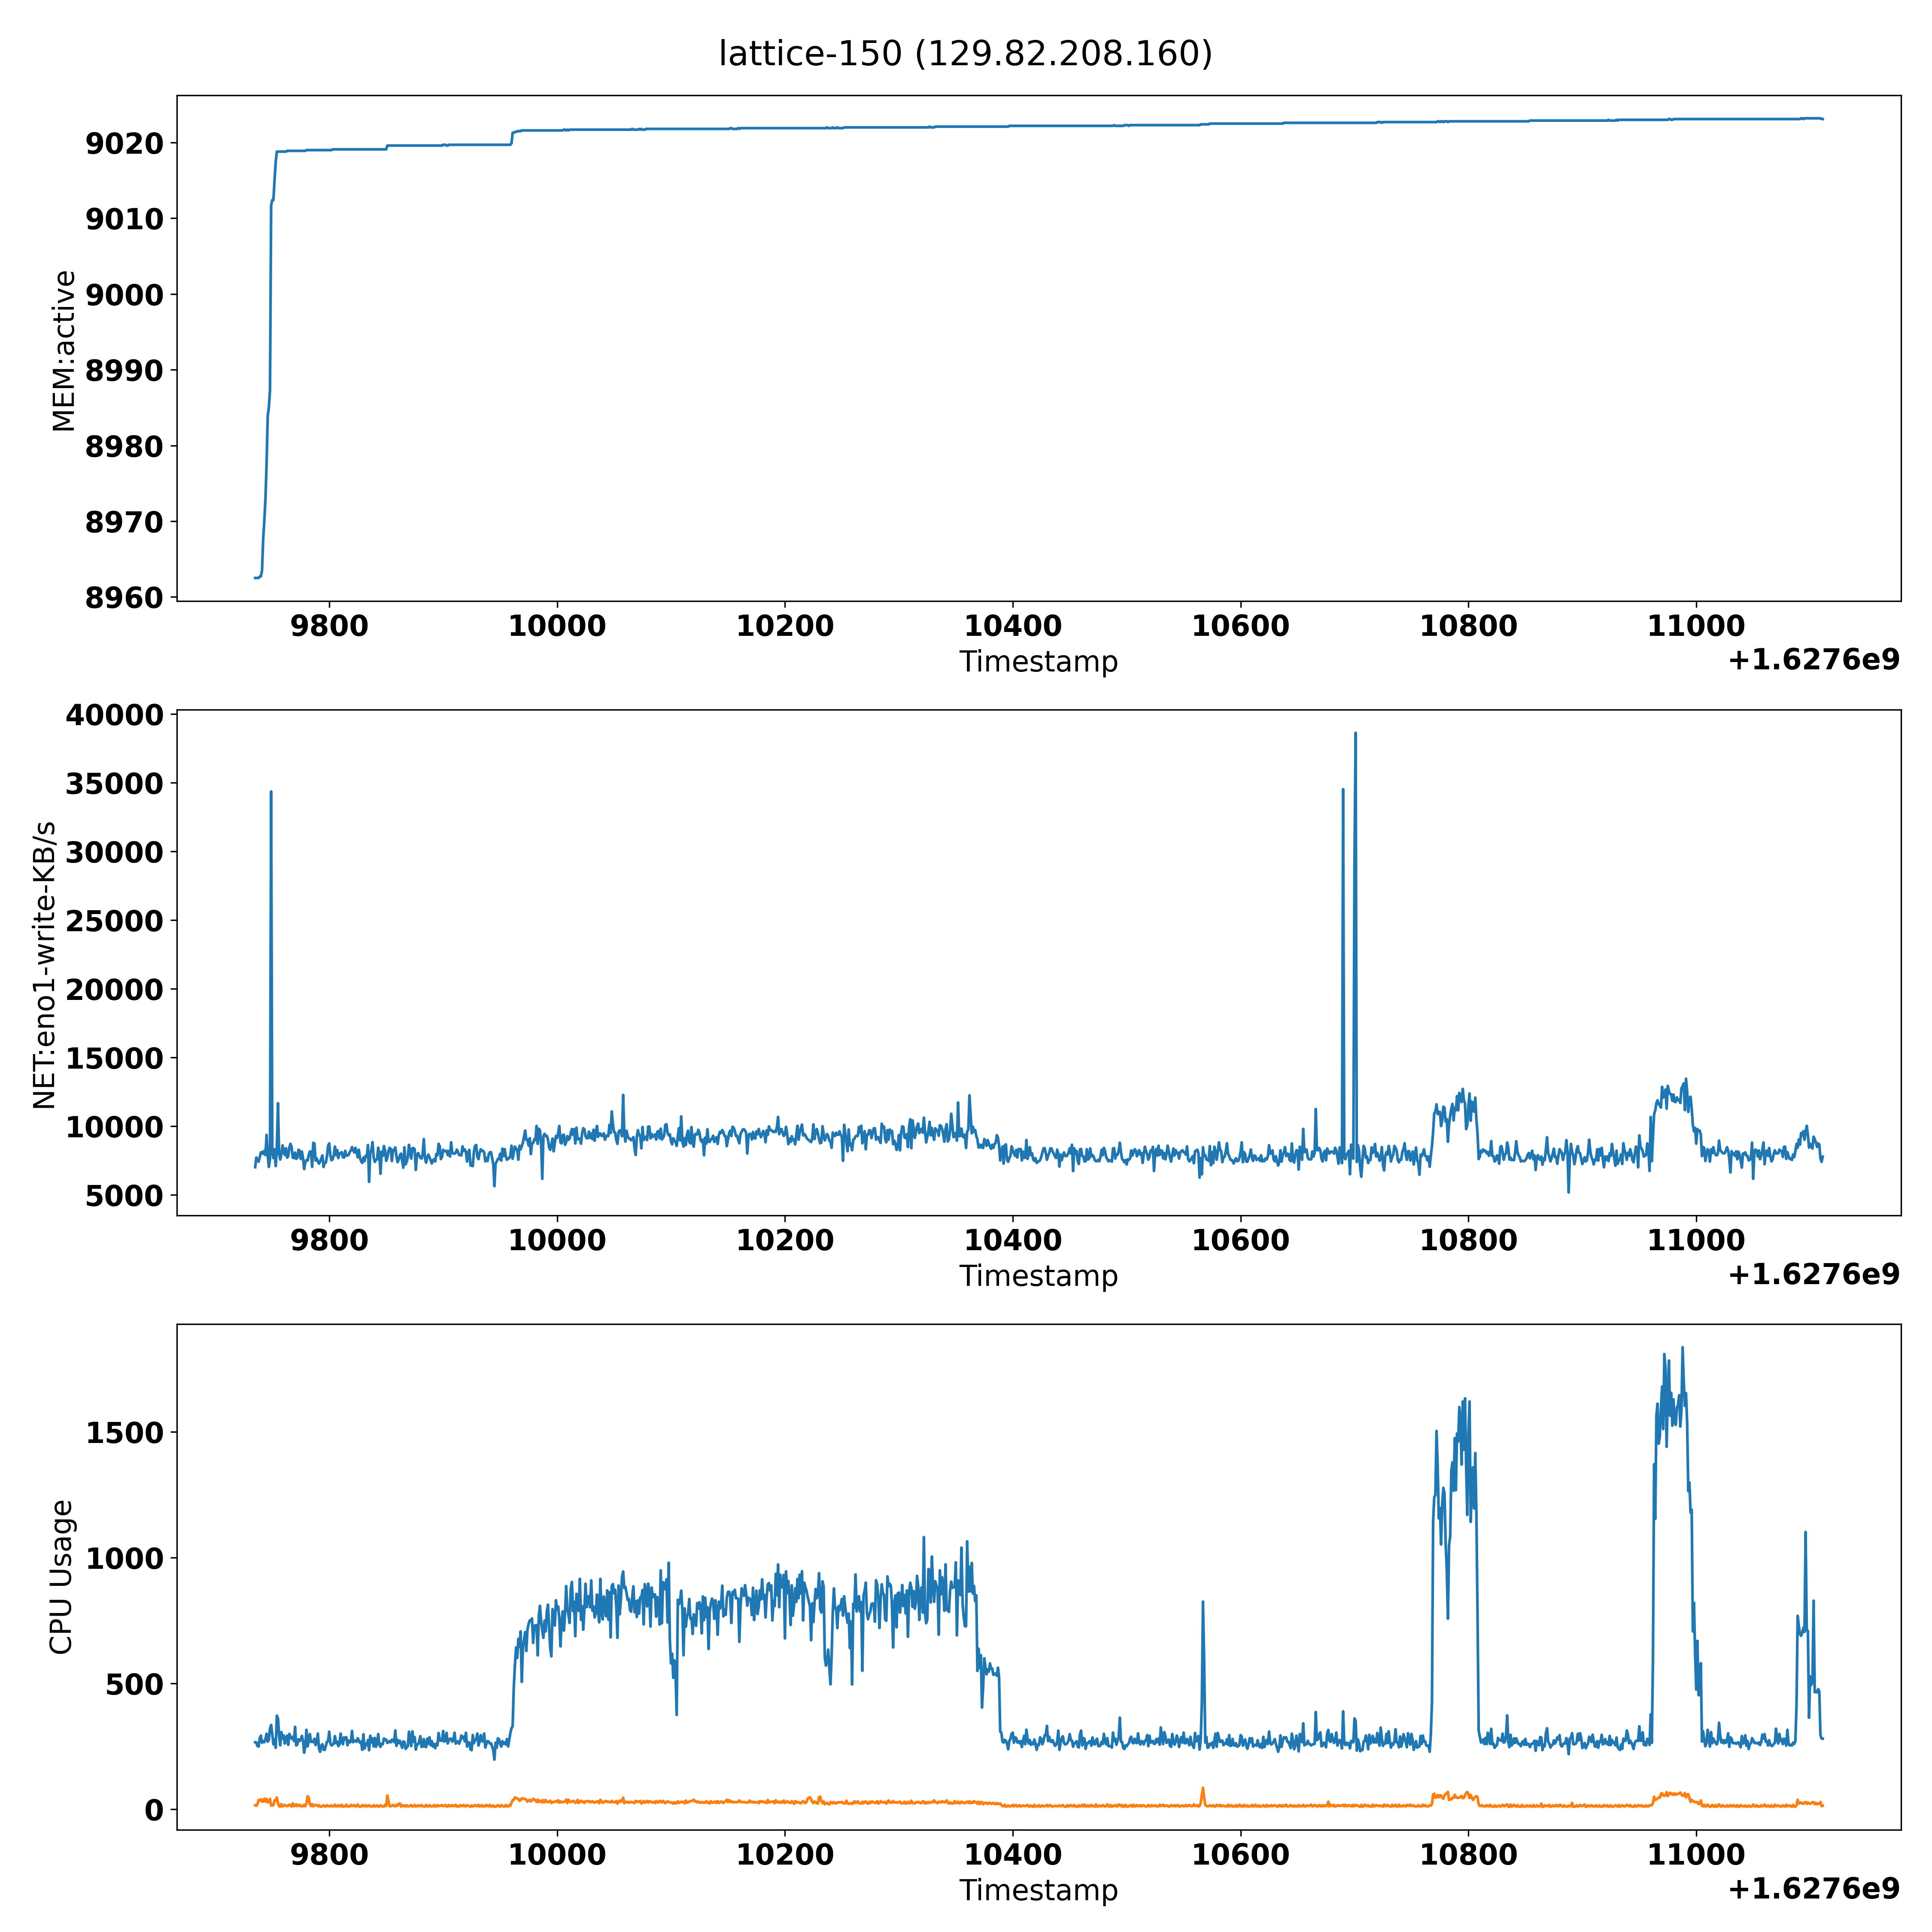 lattice-150 (129.82.208.160)
MEM:active
9020
9010
9000
8990
8980
8970
8960
9800 10000 10200 10400 10600 10800 11000
Timestamp
+1.6276e9
NET:eno1-write-KB/s
40000
35000
30000
25000
20000
15000
10000
5000
9800 10000 10200 10400 10600 10800 11000
Timestamp
+1.6276e9
CPU Usage
1500
1000
500
0
9800 10000 10200 10400 10600 10800 11000
Timestamp
+1.6276e9